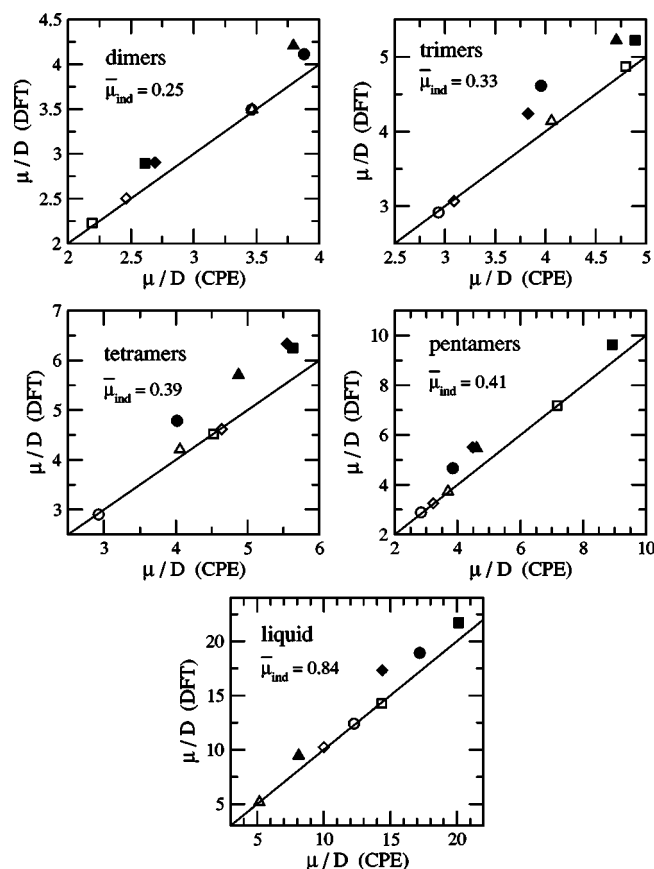 dimers
μ̅ind = 0.25
4.5
4
3.5
3
2.5
2
2 2.5 3 3.5 4
μ / D (DFT)
μ / D (CPE)
trimers
μ̅ind = 0.33
5
4
3
2.5 3 3.5 4 4.5 5
μ/D (DFT)
μ / D (CPE)
tetramers
μ̅ind = 0.39
7
6
5
4
3
3 4 5 6
μ / D (DFT)
μ / D (CPE)
pentamers
μ̅ind = 0.41
10
8
6
4
2
2 4 6 8 10
μ / D (DFT)
μ / D (CPE)
liquid
μ̅ind = 0.84
20
15
10
5
5 10 15 20
μ / D (DFT)
μ / D (CPE)